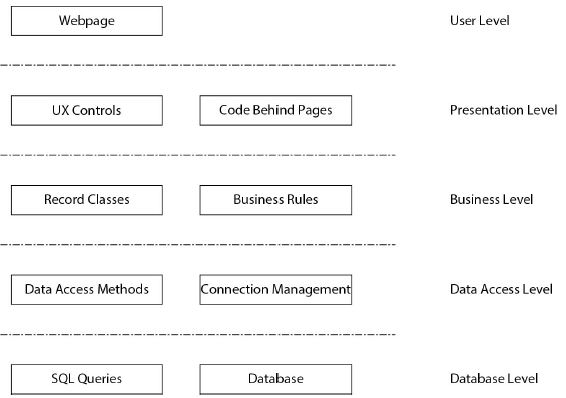 Webpage
User Level
UX Controls
Code Behind Pages
Presentation Level
Record Classes
Business Rules
Business Level
Data Access Methods
Connection Management
Data Access Level
SQL Queries
Database
Database Level